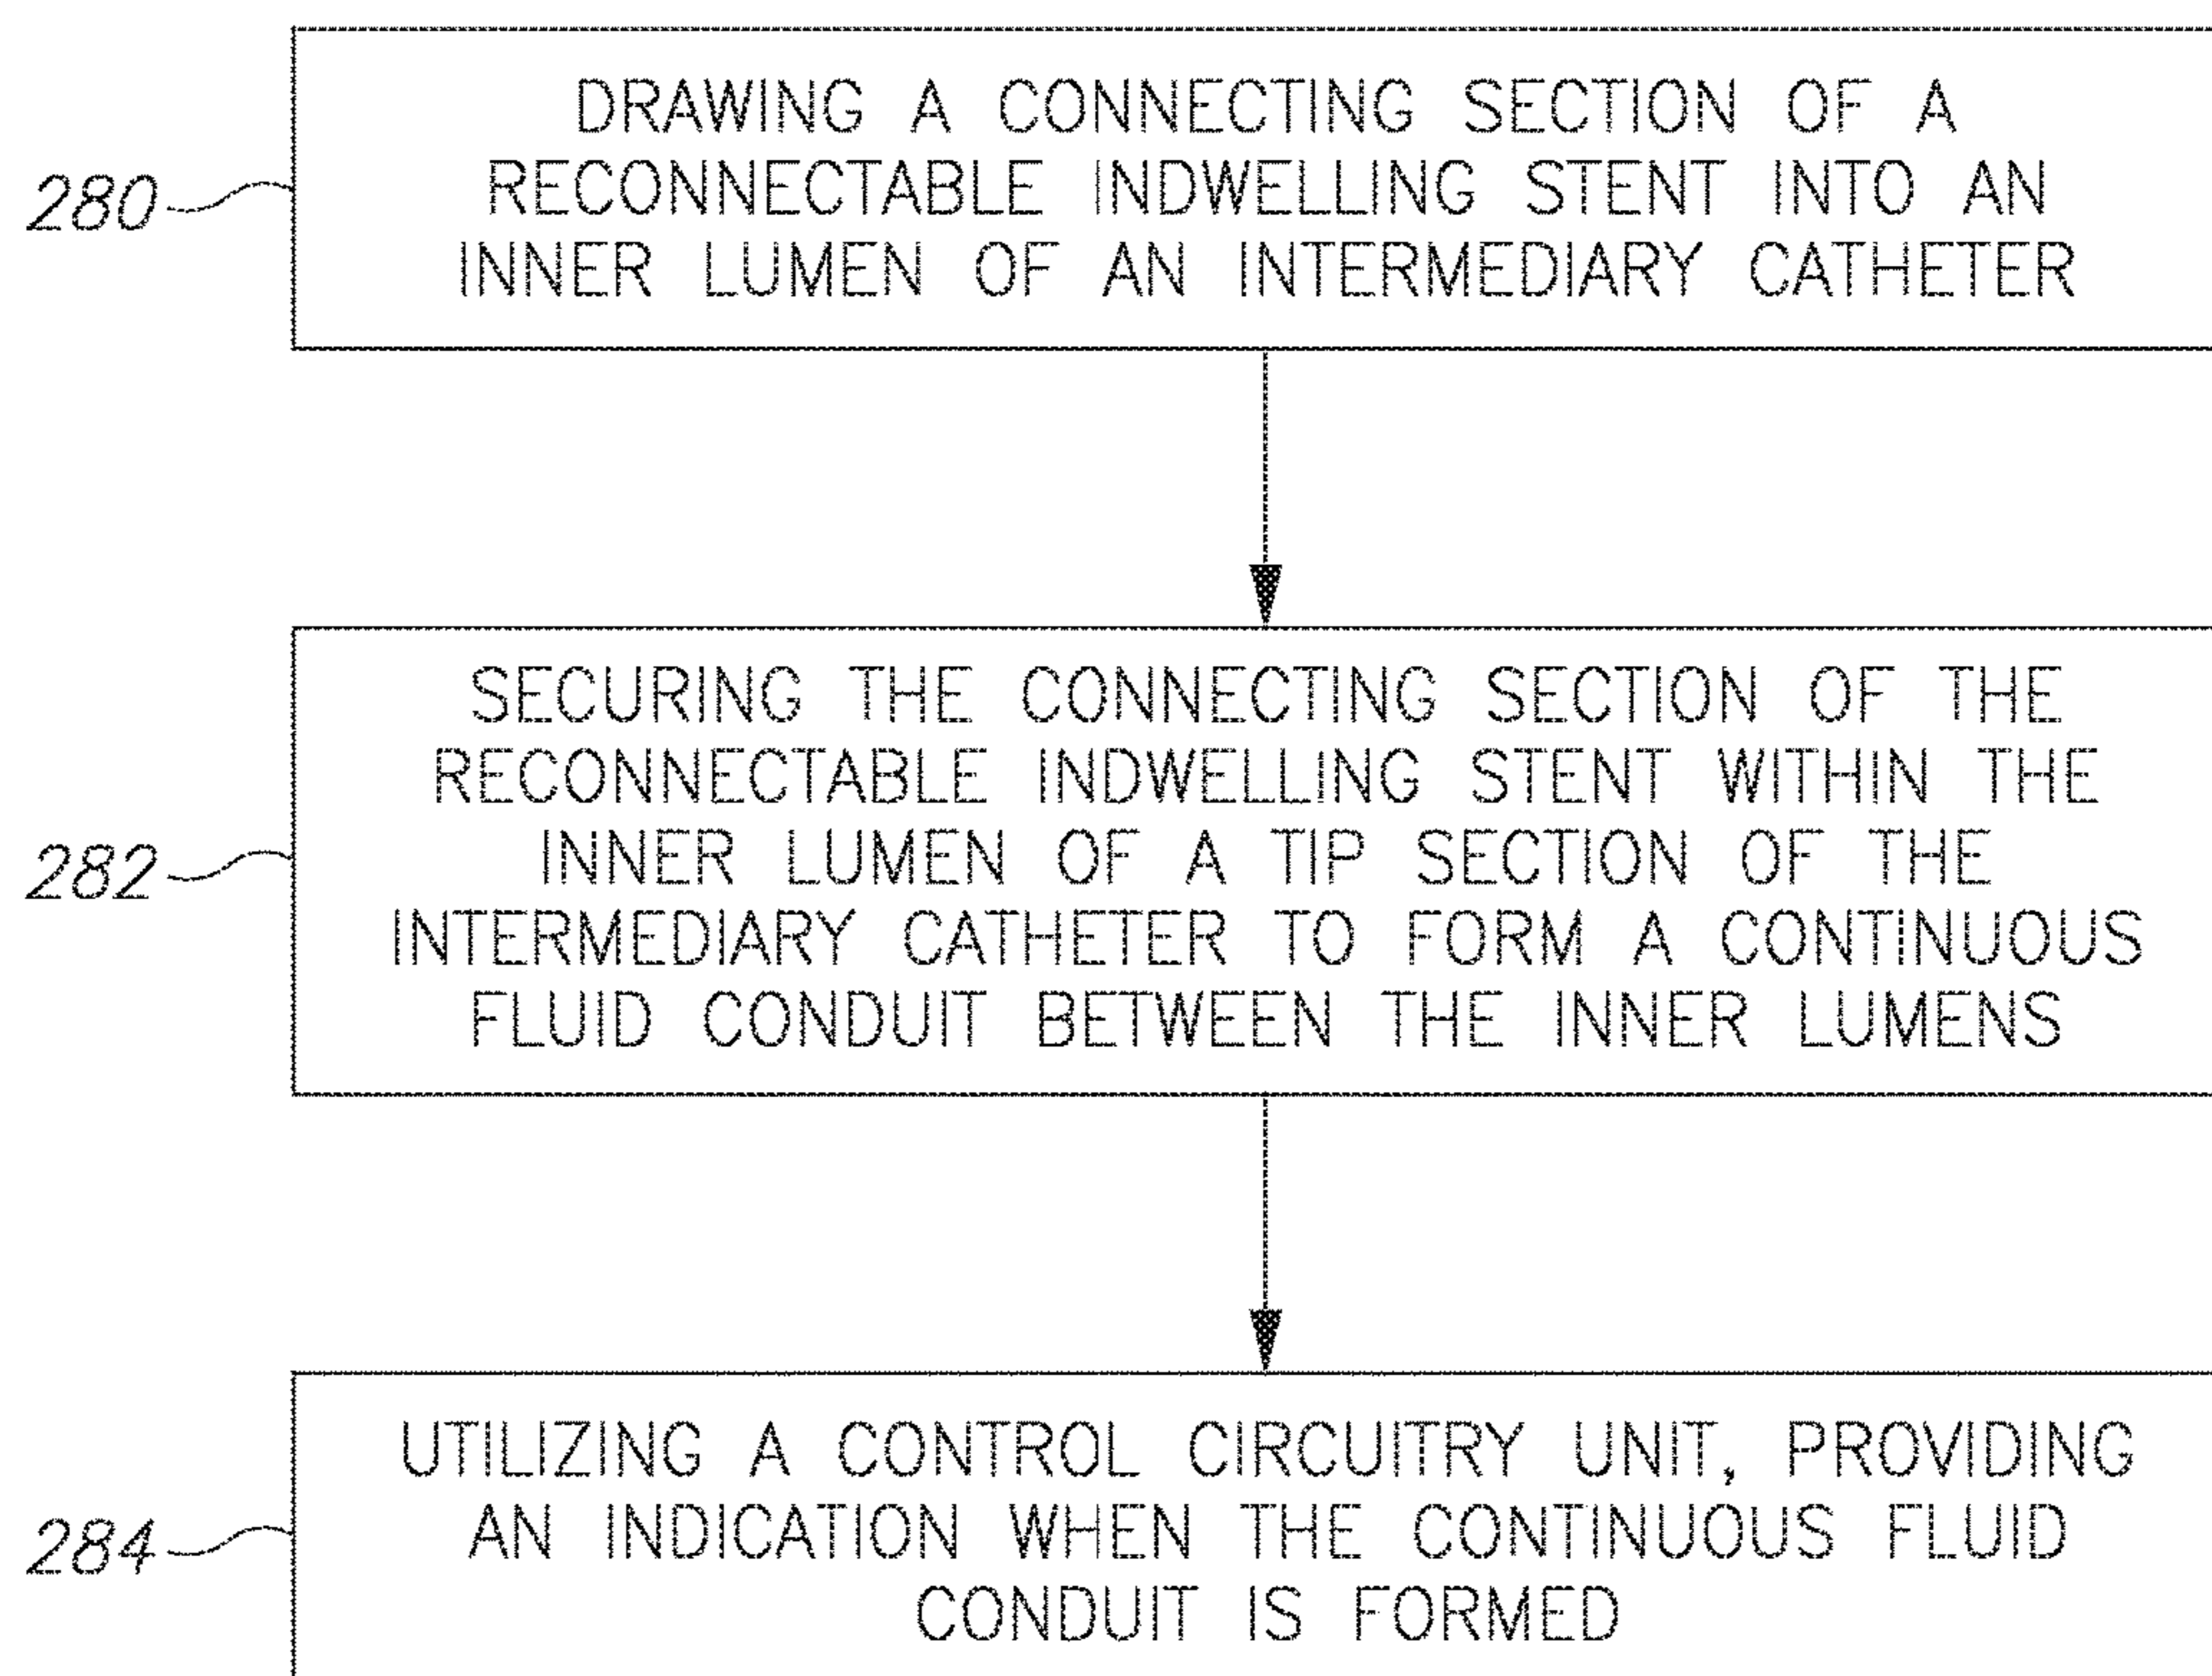 DRAWING A CONNECTING SECTION OF A
RECONNECTABLE INDWELLING STENT INTO AN
INNER LUMEN OF AN INTERMEDIARY CATHETER
280
SECURING THE CONNECTING SECTION OF THE
RECONNECTABLE INDWELLING STENT WITHIN THE
INNER LUMEN OF A TIP SECTION OF THE
INTERMEDIARY CATHETER TO FORM A CONTINUOUS
FLUID CONDUIT BETWEEN THE INNER LUMENS
282
UTILIZING A CONTROL CIRCUITRY UNIT, PROVIDING
AN INDICATION WHEN THE CONTINUOUS FLUID
CONDUIT IS FORMED
284